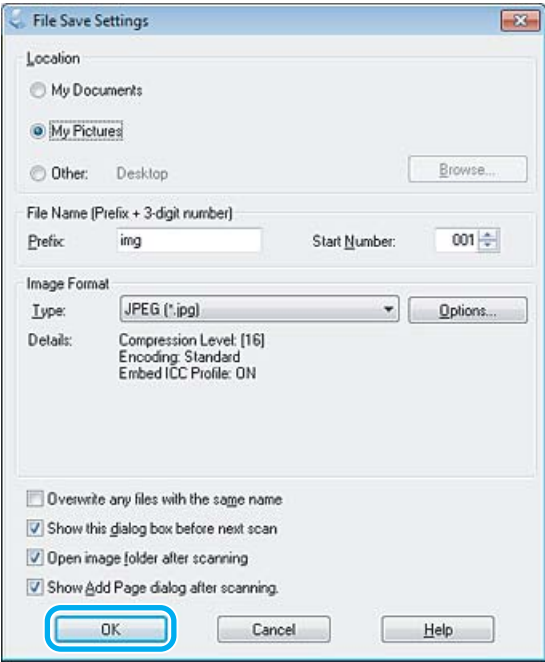 File Save Settings
Location
My Documents
My Pictures
Other: Desktop Browse...
File Name (Prefix + 3-digit number)
Prefix: img Start Number: 001
Image Format
Type: JPEG (*.jpg) Options...
Details: Compression Level: [16]
Encoding: Standard
Embed ICC Profile: ON
Overwrite any files with the same name
Show this dialog box before next scan
Open image folder after scanning
Show Add Page dialog after scanning.
OK Cancel Help